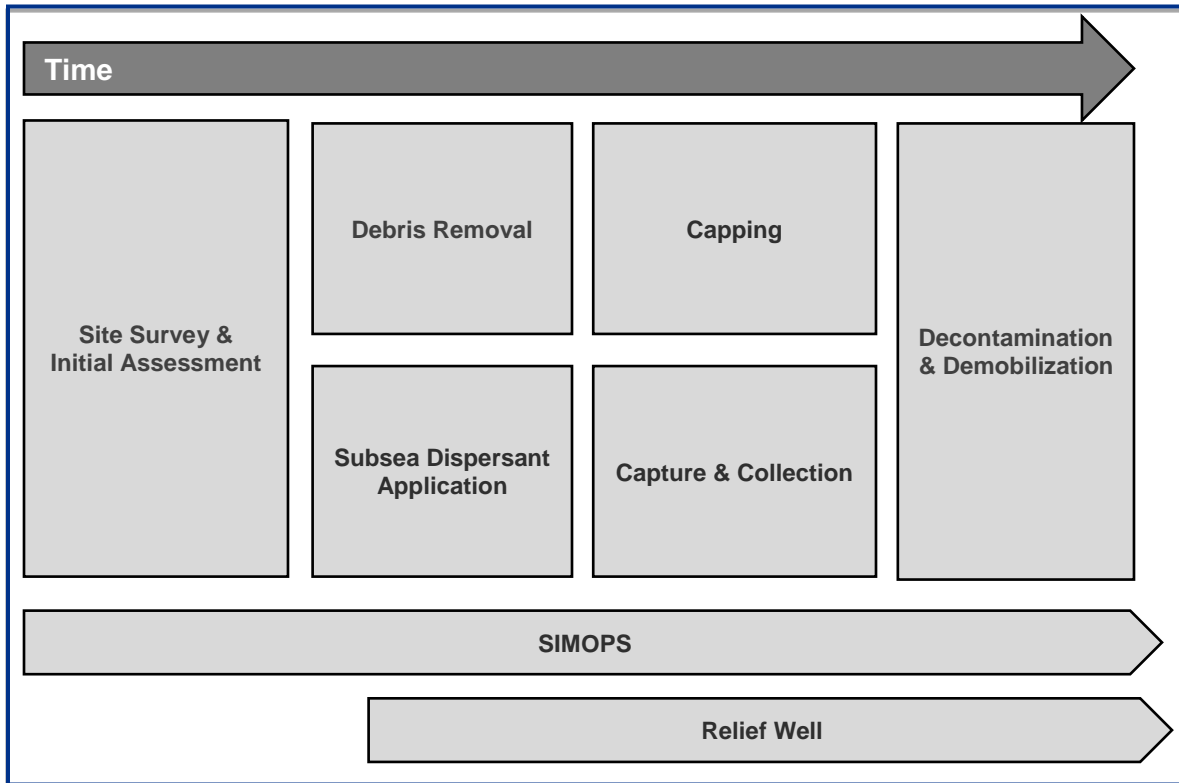 Time
Site Survey &
Initial Assessment
Debris Removal
Subsea Dispersant
Application
Capping
Capture & Collection
Decontamination
& Demobilization
SIMOPS
Relief Well